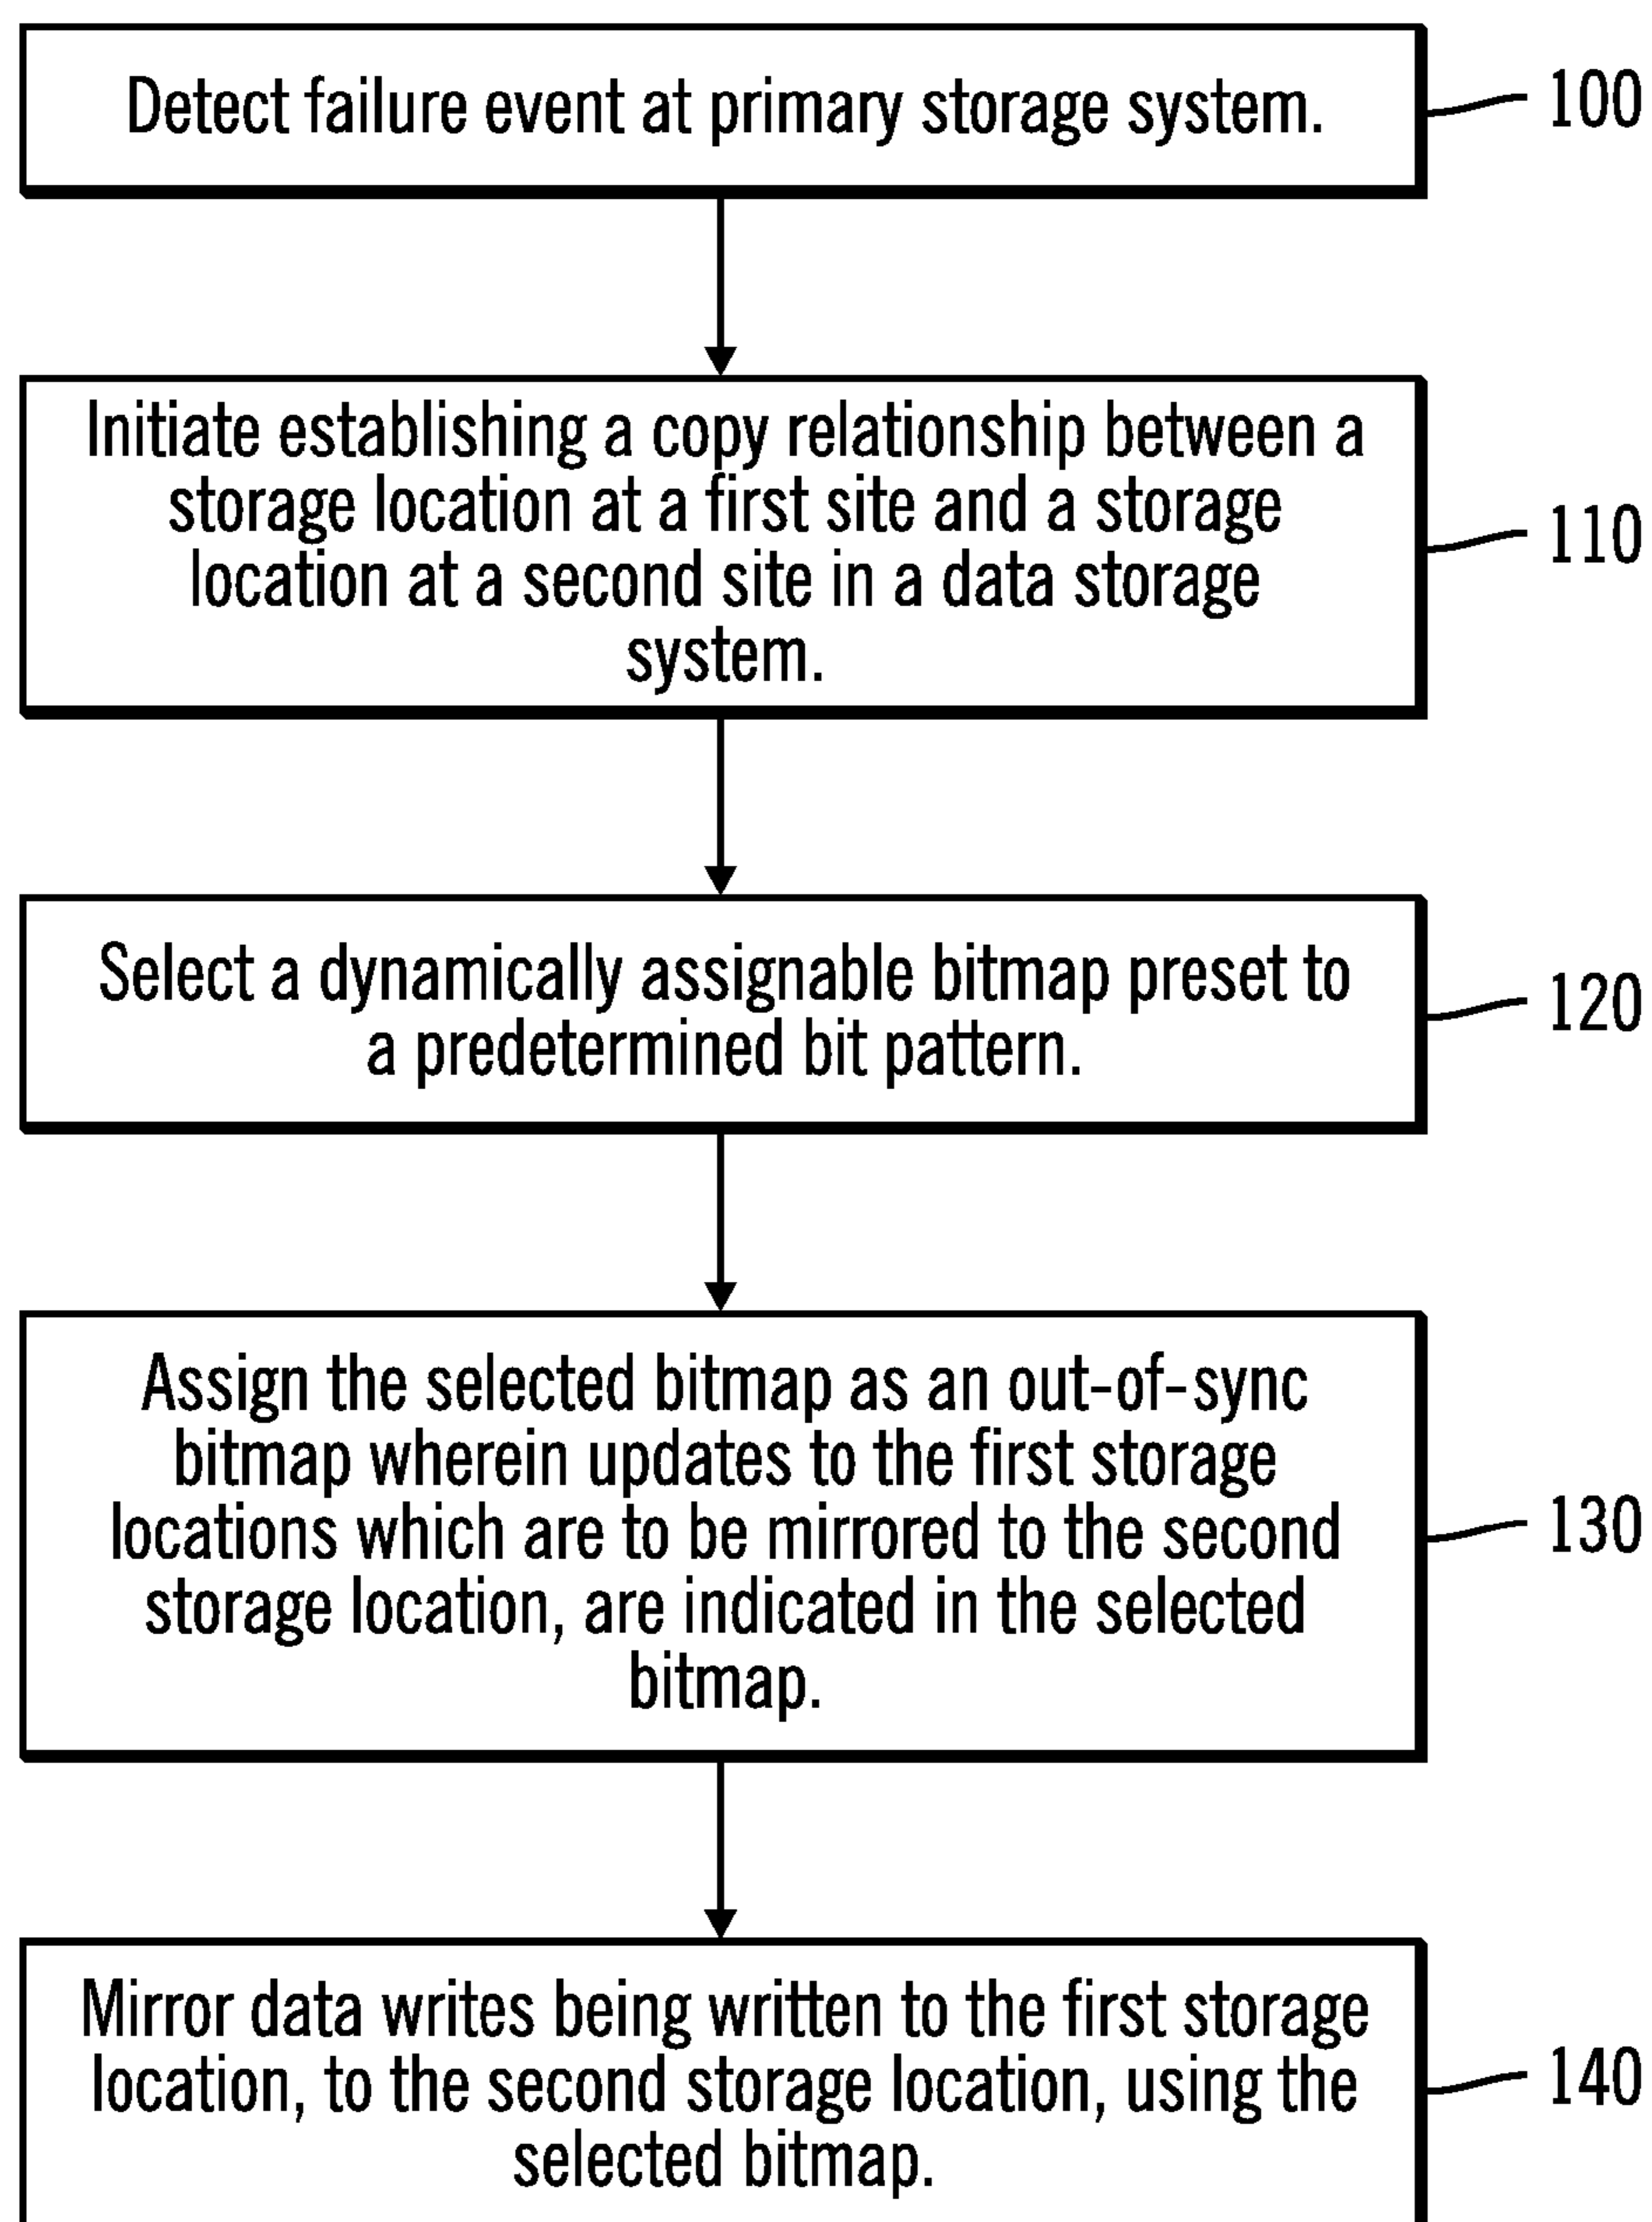 Detect failure event at primary storage system.
100
Initiate establishing a copy relationship between a
storage location at a first site and a storage
location at a second site in a data storage
system.
110
Select a dynamically assignable bitmap preset to
a predetermined bit pattern.
120
Assign the selected bitmap as an out-of-sync
bitmap wherein updates to the first storage
locations which are to be mirrored to the second
storage location, are indicated in the selected
bitmap.
130
Mirror data writes being written to the first storage
location, to the second storage location, using the
selected bitmap.
140